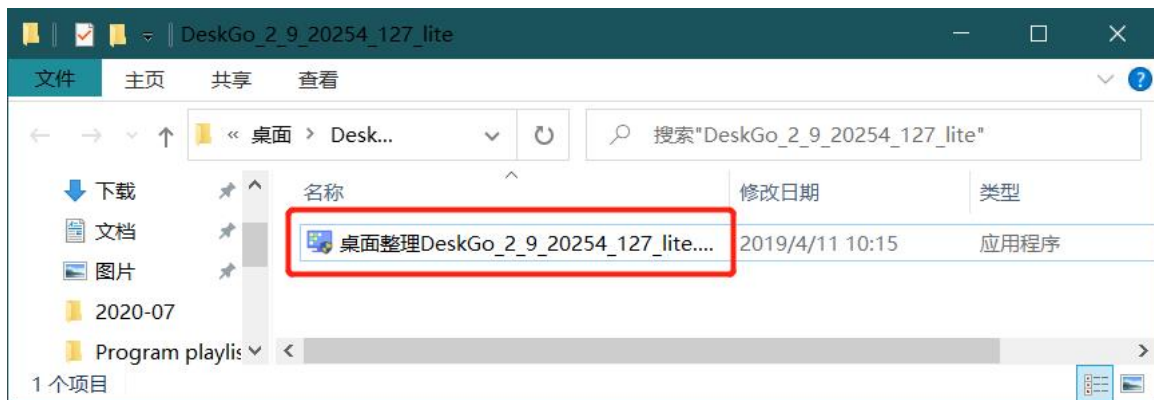 DeskGo_2_9_20254_127_lite
文件 主页 共享 查看
« 桌面 › Desk... 搜索"DeskGo_2_9_20254_127_lite"
下载 名称 修改日期 类型
文档 桌面整理DeskGo_2_9_20254_127_lite.... 2019/4/11 10:15 应用程序
图片
2020-07
Program playlis
1 个项目